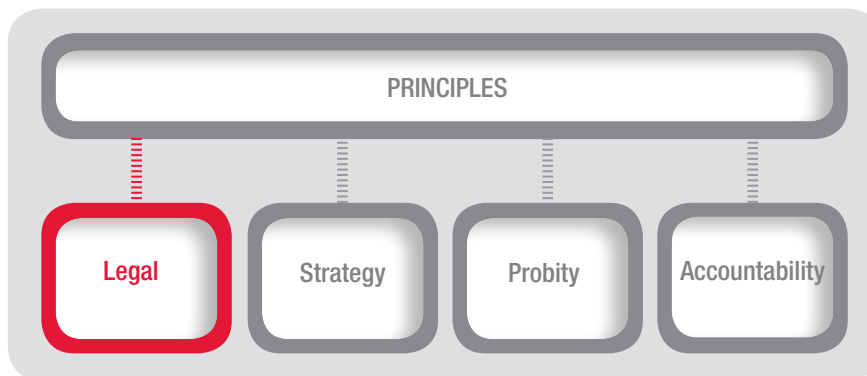 PRINCIPLES
Legal
Strategy
Probity
Accountability